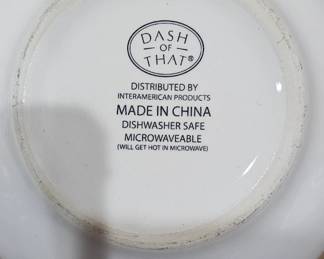 DASH
OF
THAT®
DISTRIBUTED BY
INTERAMERICAN PRODUCTS
MADE IN CHINA
DISHWASHER SAFE
MICROWAVEABLE
(WILL GET HOT IN MICROWAVE)